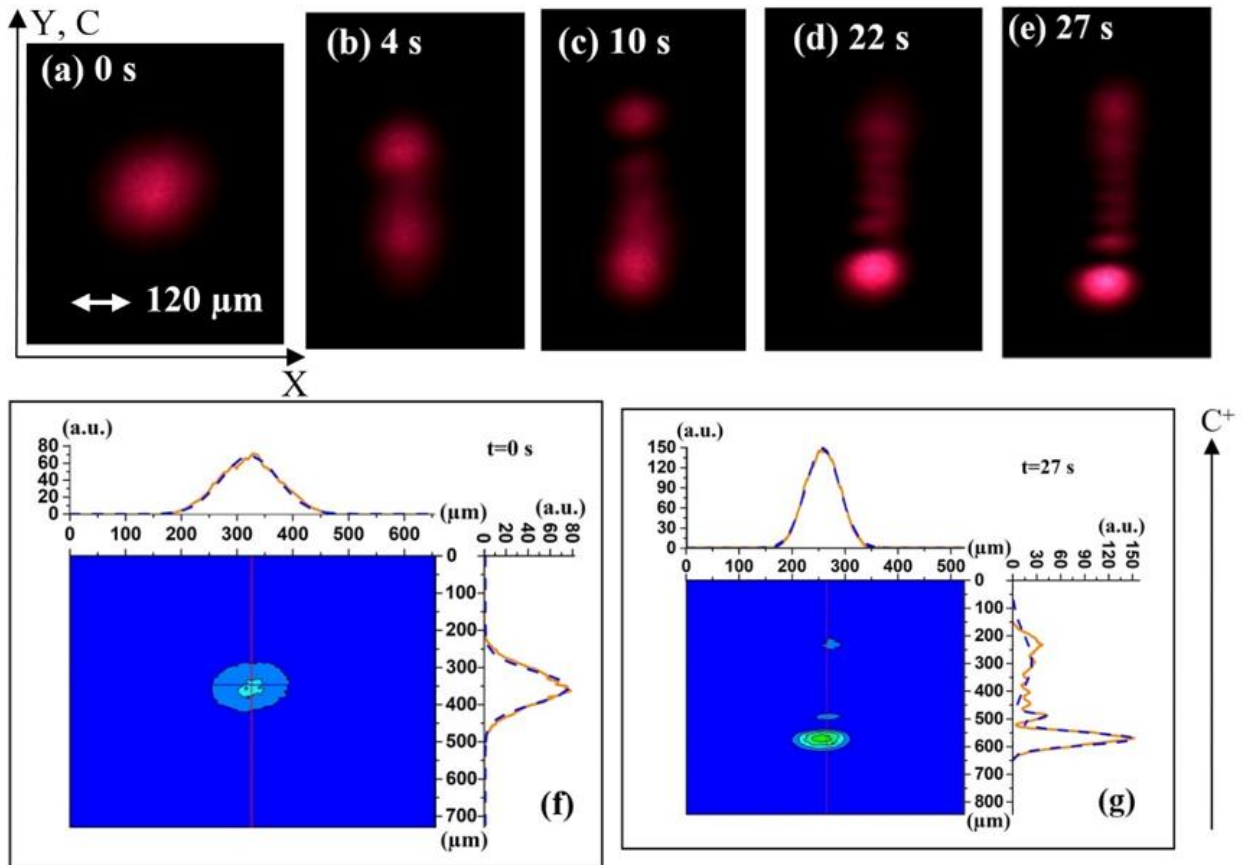 Y, C
(a) 0 s
(b) 4 s
(c) 10 s
(d) 22 s
(e) 27 s
120 µm
X
(a.u.)
80
60
40
20
0
t=0 s
0 100 200 300 400 500 600
(µm)
(a.u.)
0 20 40 60 80
0
100
200
300
400
500
600
700
(µm)
(f)
(a.u.)
150
120
90
60
30
0
t=27 s
0 100 200 300 400 500
(µm)
(a.u.)
0 30 60 90 120 150
0
100
200
300
400
500
600
700
800
(µm)
(g)
C+